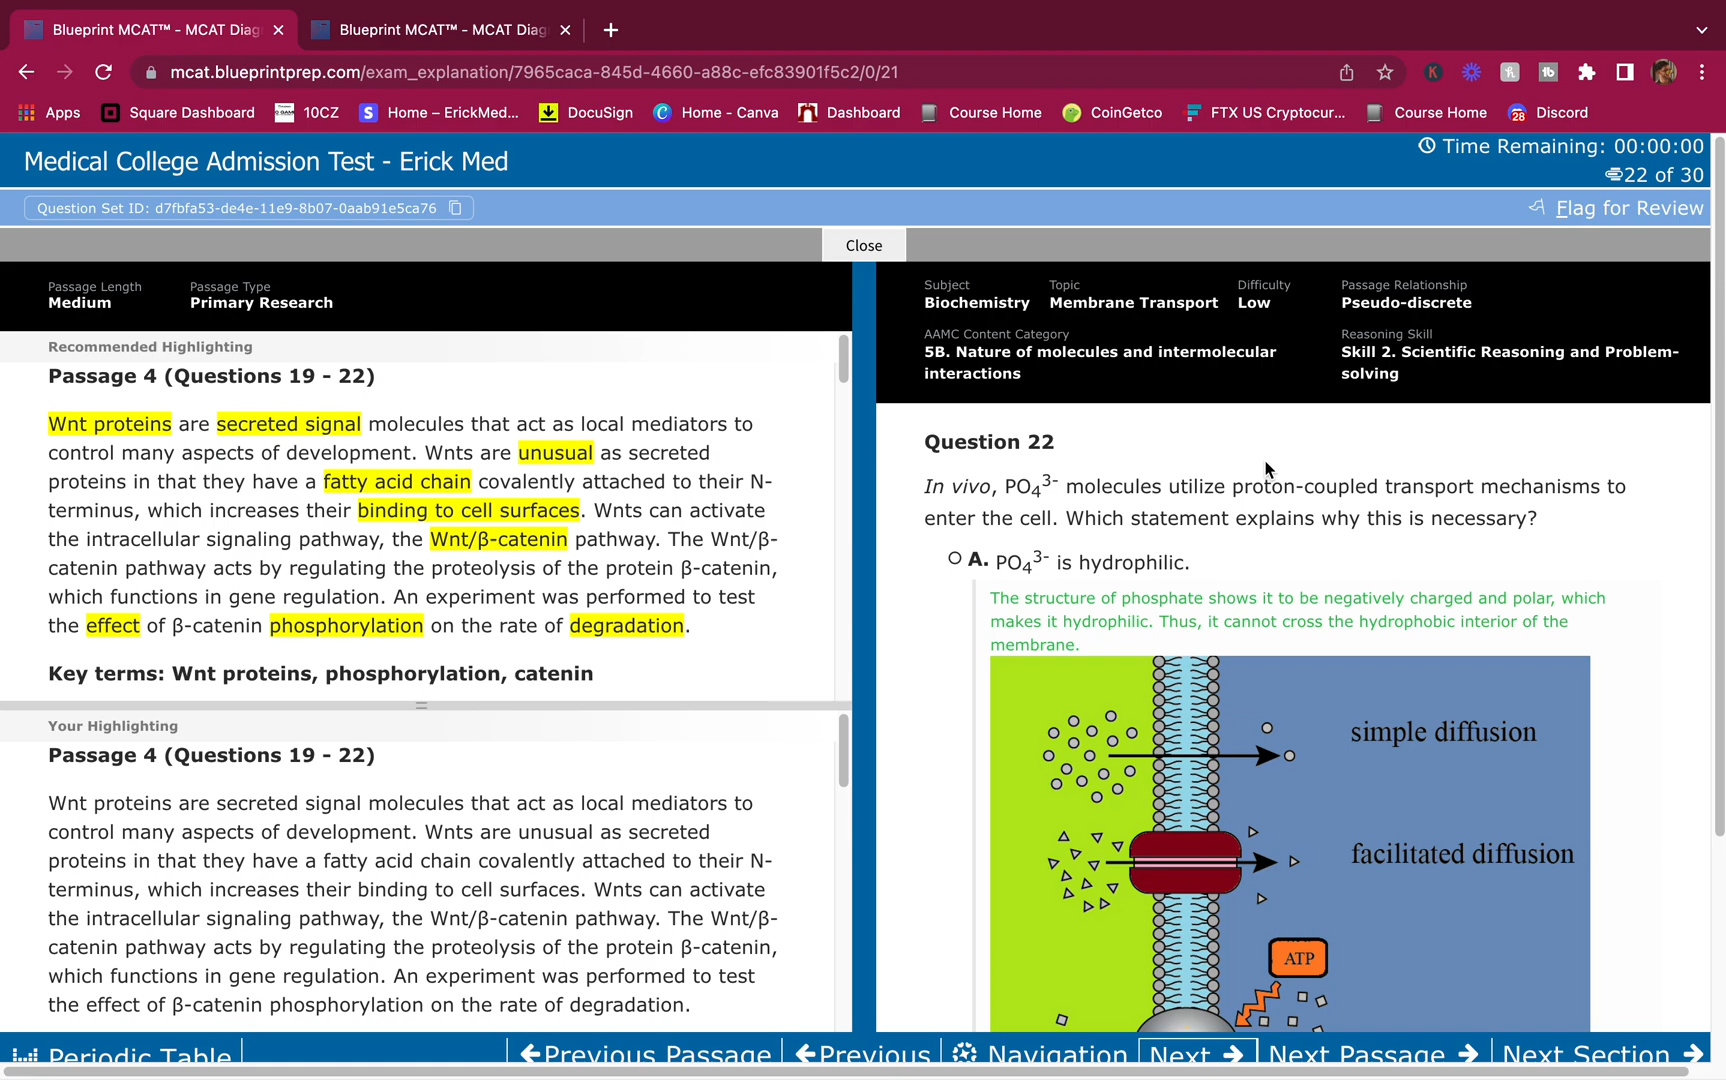 Blueprint MCAT™ - MCAT Diag
Blueprint MCAT™ - MCAT Diag
mcat.blueprintprep.com/exam_explanation/7965caca-845d-4660-a88c-efc83901f5c2/0/21
Apps
Square Dashboard
10CZ
Home – ErickMed...
DocuSign
Home - Canva
Dashboard
Course Home
CoinGetco
FTX US Cryptocur...
Course Home
28
Discord
Medical College Admission Test - Erick Med
Time Remaining: 00:00:00
22 of 30
Question Set ID: d7fbfa53-de4e-11e9-8b07-0aab91e5ca76
Flag for Review
Close
Passage Length
Medium
Passage Type
Primary Research
Recommended Highlighting
Passage 4 (Questions 19 - 22)
Wnt proteins are secreted signal molecules that act as local mediators to
control many aspects of development. Wnts are unusual as secreted
proteins in that they have a fatty acid chain covalently attached to their N-
terminus, which increases their binding to cell surfaces. Wnts can activate
the intracellular signaling pathway, the Wnt/β-catenin pathway. The Wnt/β-
catenin pathway acts by regulating the proteolysis of the protein β-catenin,
which functions in gene regulation. An experiment was performed to test
the effect of β-catenin phosphorylation on the rate of degradation.
Key terms: Wnt proteins, phosphorylation, catenin
Your Highlighting
Passage 4 (Questions 19 - 22)
Wnt proteins are secreted signal molecules that act as local mediators to
control many aspects of development. Wnts are unusual as secreted
proteins in that they have a fatty acid chain covalently attached to their N-
terminus, which increases their binding to cell surfaces. Wnts can activate
the intracellular signaling pathway, the Wnt/β-catenin pathway. The Wnt/β-
catenin pathway acts by regulating the proteolysis of the protein β-catenin,
which functions in gene regulation. An experiment was performed to test
the effect of β-catenin phosphorylation on the rate of degradation.
Subject
Biochemistry
Topic
Membrane Transport
Difficulty
Low
Passage Relationship
Pseudo-discrete
AAMC Content Category
5B. Nature of molecules and intermolecular
interactions
Reasoning Skill
Skill 2. Scientific Reasoning and Problem-
solving
Question 22
In vivo, PO₄³⁻ molecules utilize proton-coupled transport mechanisms to
enter the cell. Which statement explains why this is necessary?
A. PO₄³⁻ is hydrophilic.
The structure of phosphate shows it to be negatively charged and polar, which
makes it hydrophilic. Thus, it cannot cross the hydrophobic interior of the
membrane.
simple diffusion
facilitated diffusion
ATP
Periodic Table
Previous Passage
Previous
Navigation
Next
Next Passage
Next Section